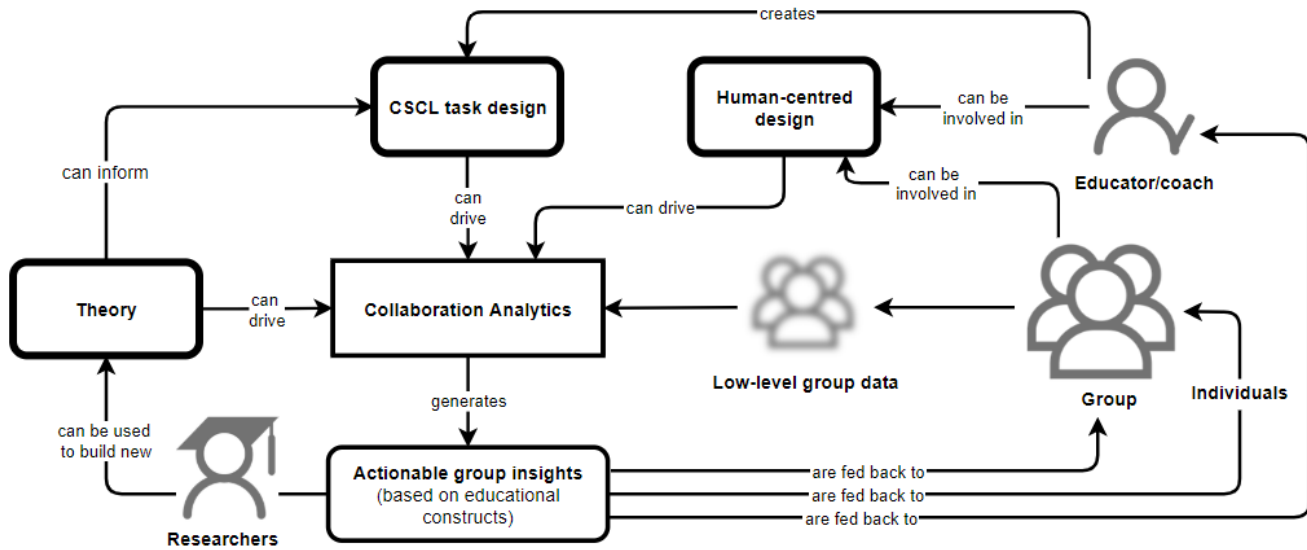 creates
CSCL task design
Human-centred
design
can be
involved in
can inform
can be
involved in
Educator/coach
can
drive
can drive
Theory
can
drive
Collaboration Analytics
Low-level group data
Group
Individuals
generates
can be used
to build new
Actionable group insights
(based on educational
constructs)
are fed back to
are fed back to
are fed back to
Researchers